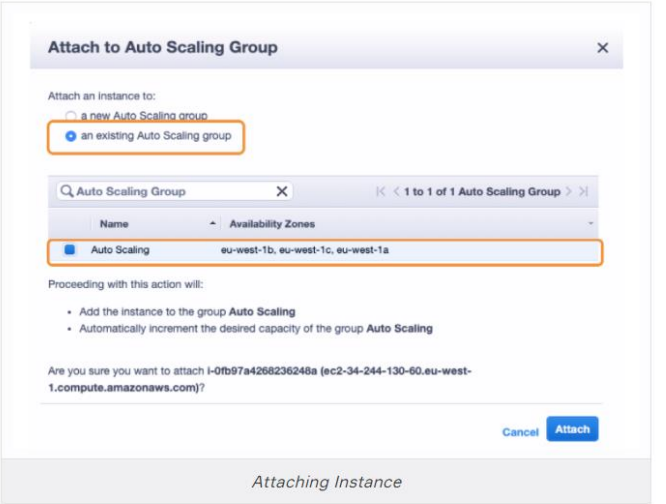 Attach to Auto Scaling Group
Attach an instance to:
a new Auto Scaling group
an existing Auto Scaling group
Auto Scaling Group
1 to 1 of 1 Auto Scaling Group
Name
Availability Zones
Auto Scaling
eu-west-1b, eu-west-1c, eu-west-1a
Proceeding with this action will:
Add the instance to the group Auto Scaling
Automatically increment the desired capacity of the group Auto Scaling
Are you sure you want to attach i-0fb97a4268236248a (ec2-34-244-130-60.eu-west-
1.compute.amazonaws.com)?
Cancel
Attach
Attaching Instance